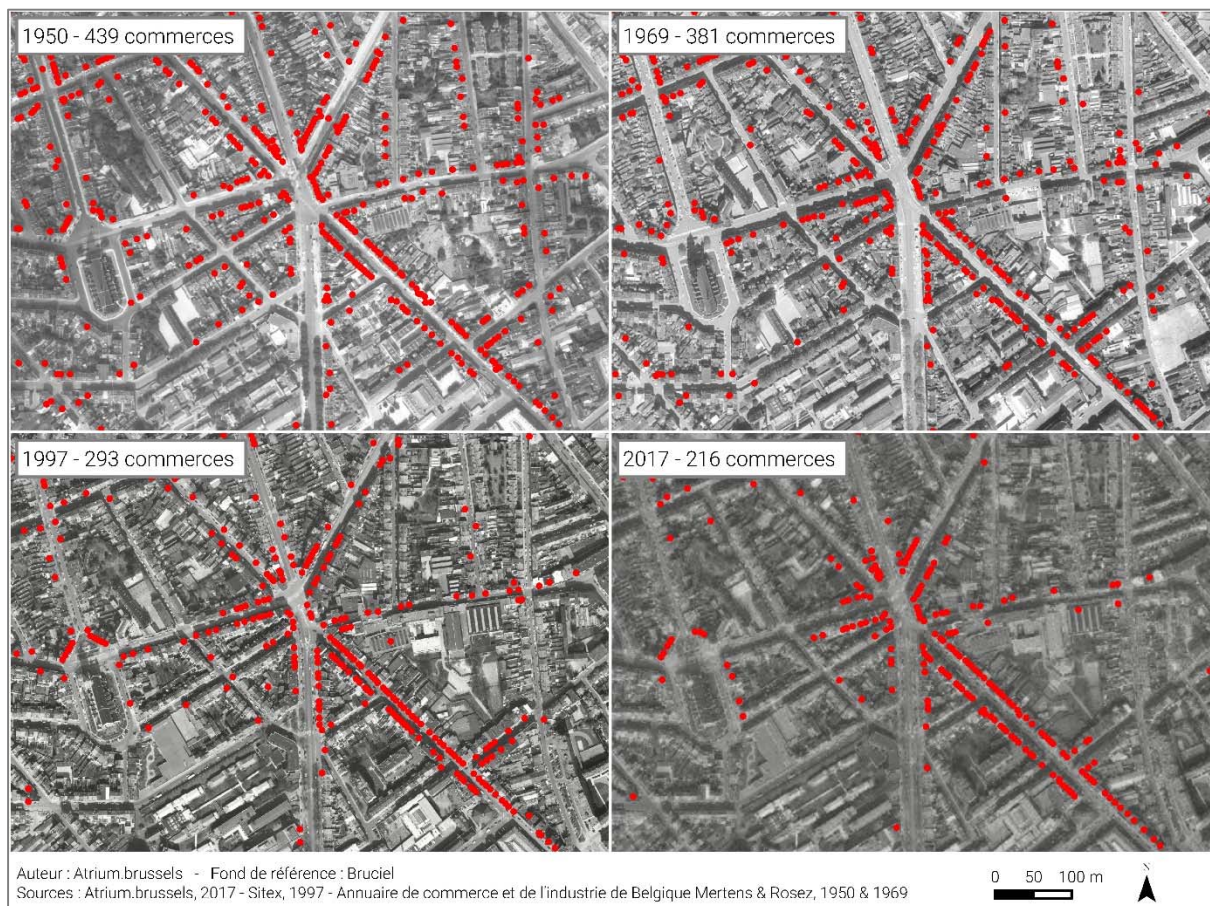 1950 - 439 commerces
1969 - 381 commerces
1997 - 293 commerces
2017 - 216 commerces
Auteur : Atrium.brussels - Fond de référence : Bruciel
Sources : Atrium.brussels, 2017 - Sitex, 1997 - Annuaire de commerce et de l'industrie de Belgique Mertens & Rosez, 1950 & 1969
0 50 100 m
N